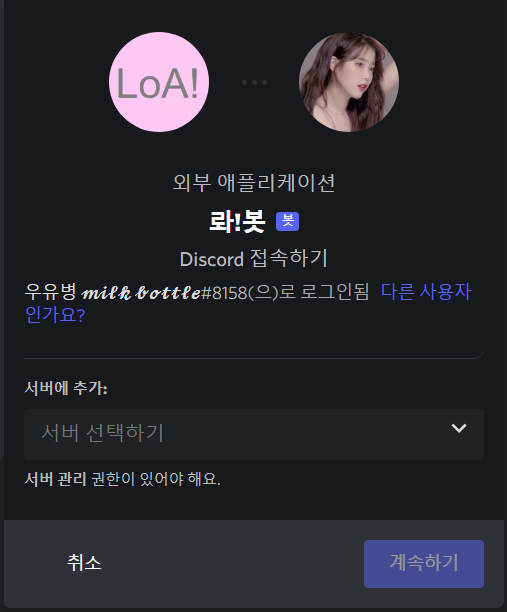 LoA!
외부 애플리케이션
롸!봇 봇
Discord 접속하기
우유병 𝓶𝓲𝓵𝓴 𝓫𝓸𝓽𝓽𝓵𝓮#8158(으)로 로그인됨 다른 사용자
인가요?
서버에 추가:
서버 선택하기
서버 관리 권한이 있어야 해요.
취소 계속하기